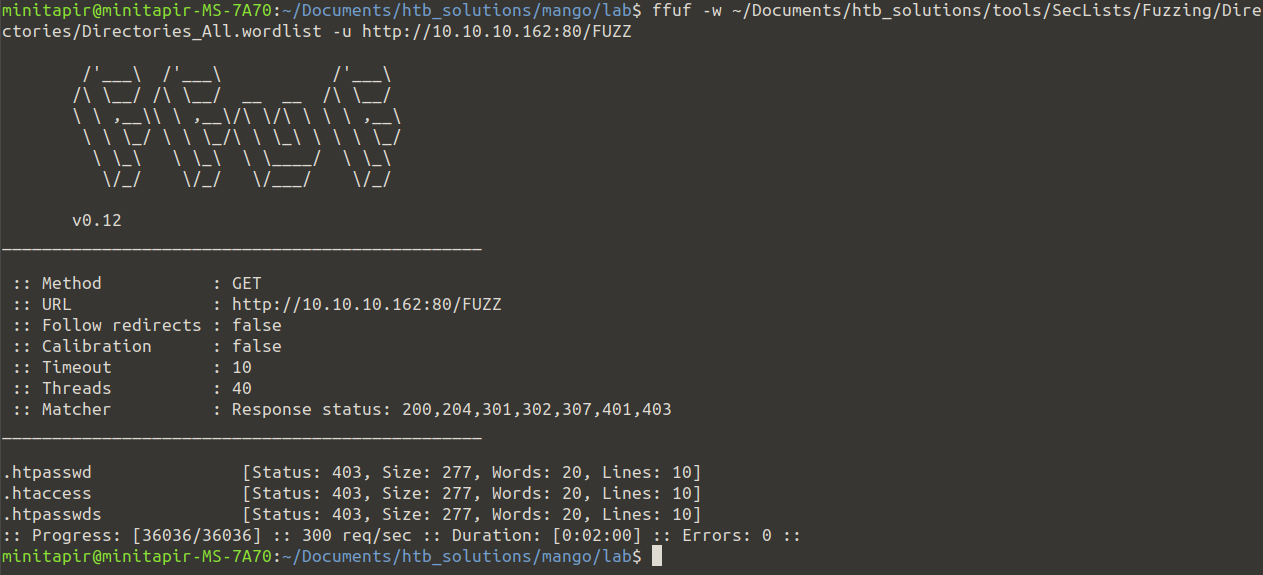 minitapir@minitapir-MS-7A70:~/Documents/htb_solutions/mango/lab$ ffuf -w ~/Documents/htb_solutions/tools/SecLists/Fuzzing/Dire
ctories/Directories_All.wordlist -u http://10.10.10.162:80/FUZZ

        /'___\  /'___\           /'___\
       /\ \__/ /\ \__/  __  __  /\ \__/
       \ \ ,__\\ \ ,__\/\ \/\ \ \ \ ,__\
        \ \ \_/ \ \ \_/\ \ \_\ \ \ \ \_/
         \ \_\   \ \_\  \ \____/  \ \_\
          \/_/    \/_/   \/___/    \/_/

       v0.12
________________________________________________

 :: Method           : GET
 :: URL              : http://10.10.10.162:80/FUZZ
 :: Follow redirects : false
 :: Calibration      : false
 :: Timeout          : 10
 :: Threads          : 40
 :: Matcher          : Response status: 200,204,301,302,307,401,403
________________________________________________

.htpasswd               [Status: 403, Size: 277, Words: 20, Lines: 10]
.htaccess               [Status: 403, Size: 277, Words: 20, Lines: 10]
.htpasswds              [Status: 403, Size: 277, Words: 20, Lines: 10]
:: Progress: [36036/36036] :: 300 req/sec :: Duration: [0:02:00] :: Errors: 0 ::
minitapir@minitapir-MS-7A70:~/Documents/htb_solutions/mango/lab$